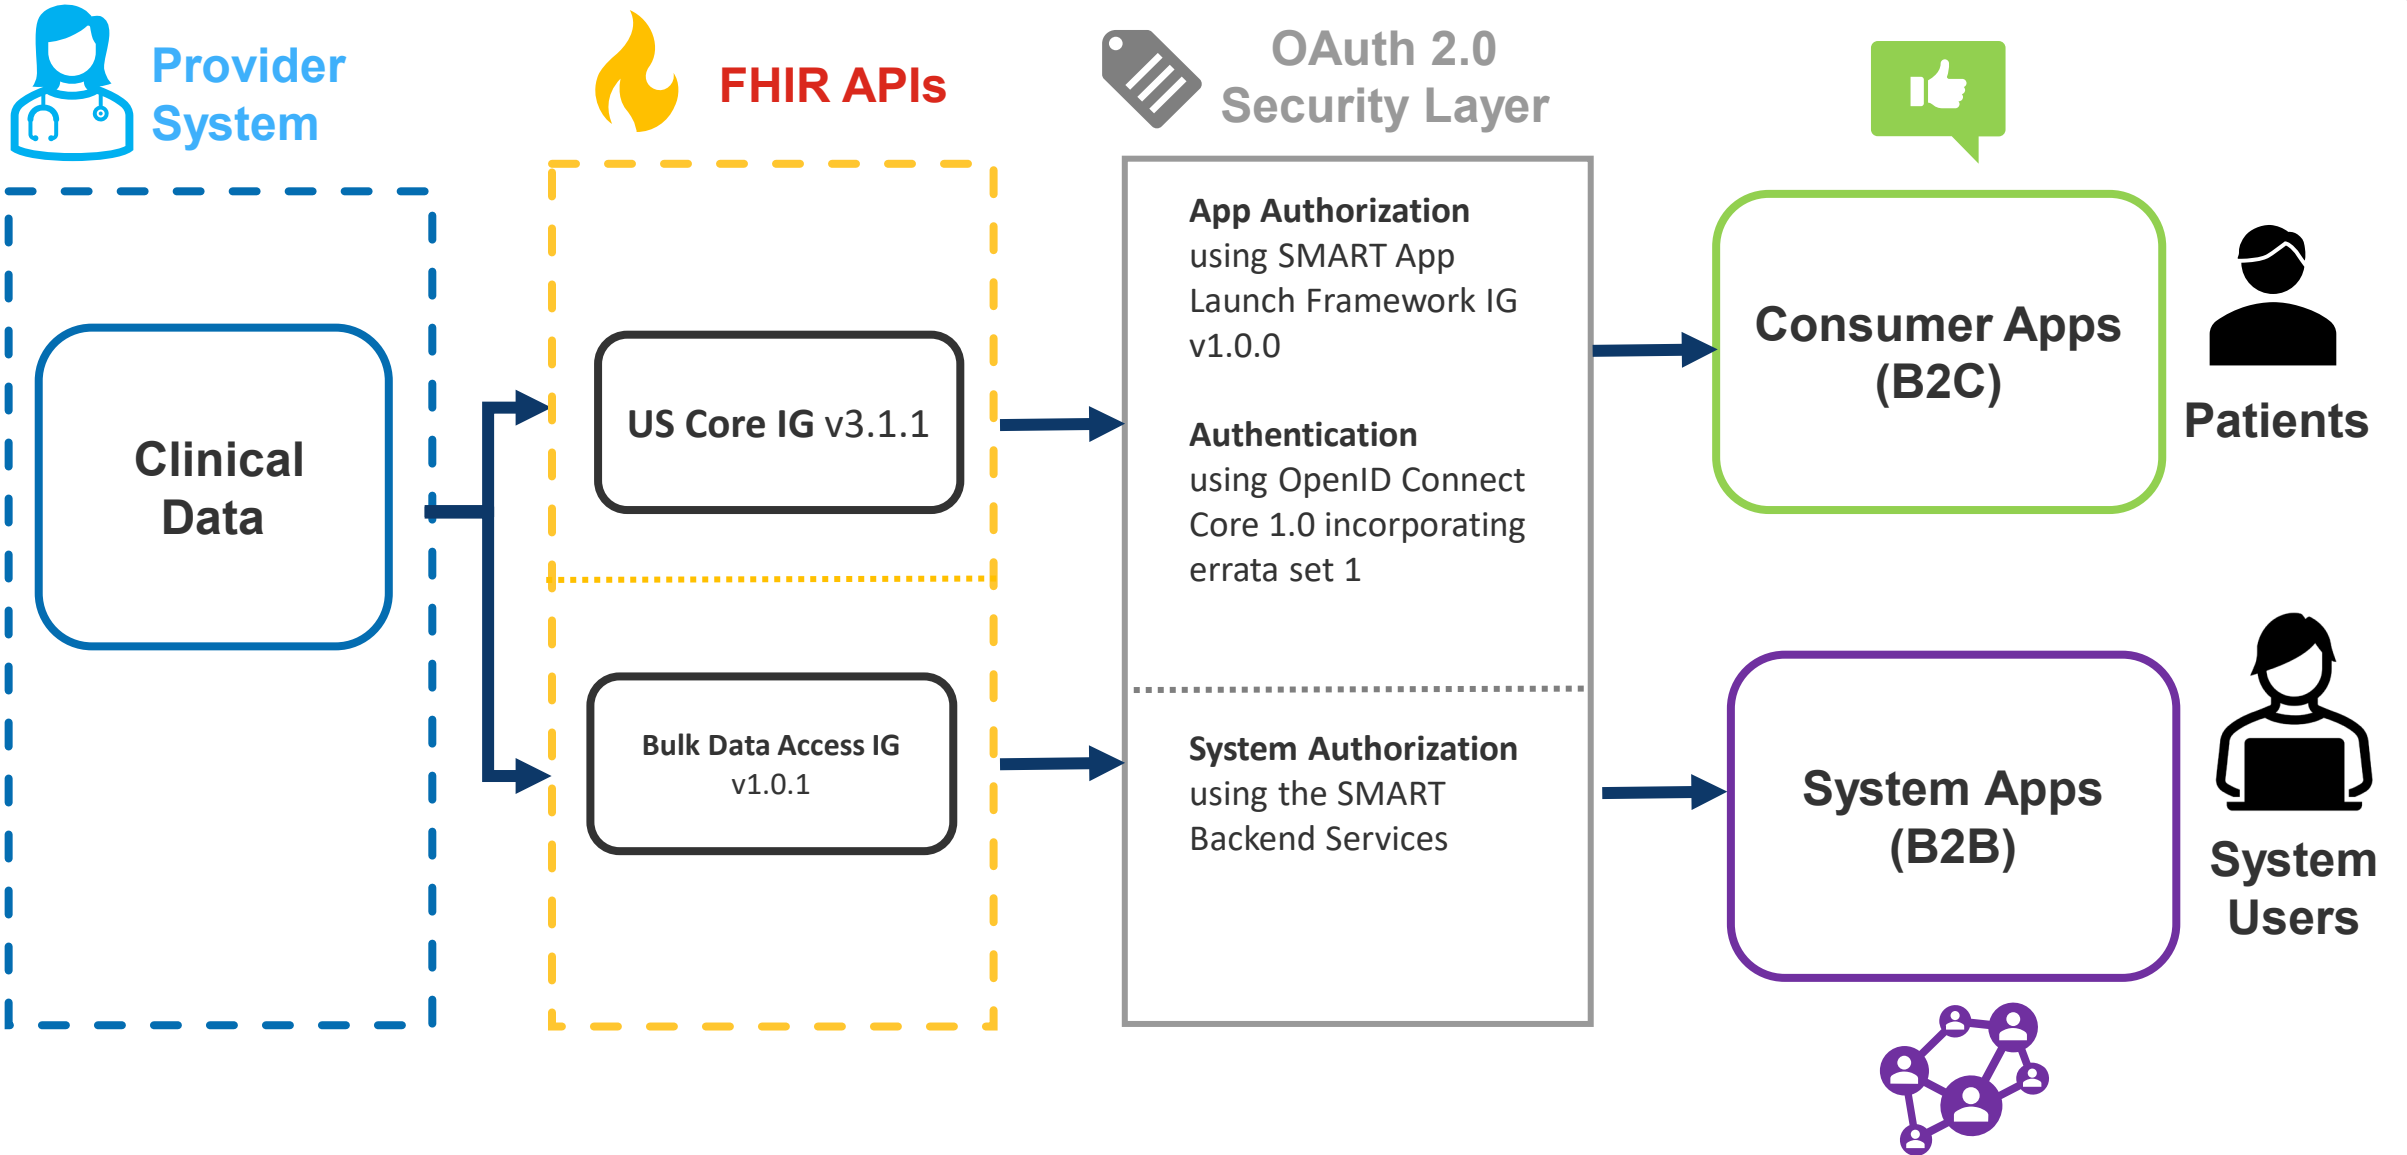 Provider
System
FHIR APIs
OAuth 2.0
Security Layer
Clinical
Data
US Core IG v3.1.1
Bulk Data Access IG
v1.0.1
App Authorization
using SMART App
Launch Framework IG
v1.0.0
Authentication
using OpenID Connect
Core 1.0 incorporating
errata set 1
System Authorization
using the SMART
Backend Services
Consumer Apps
(B2C)
Patients
System Apps
(B2B)
System
Users